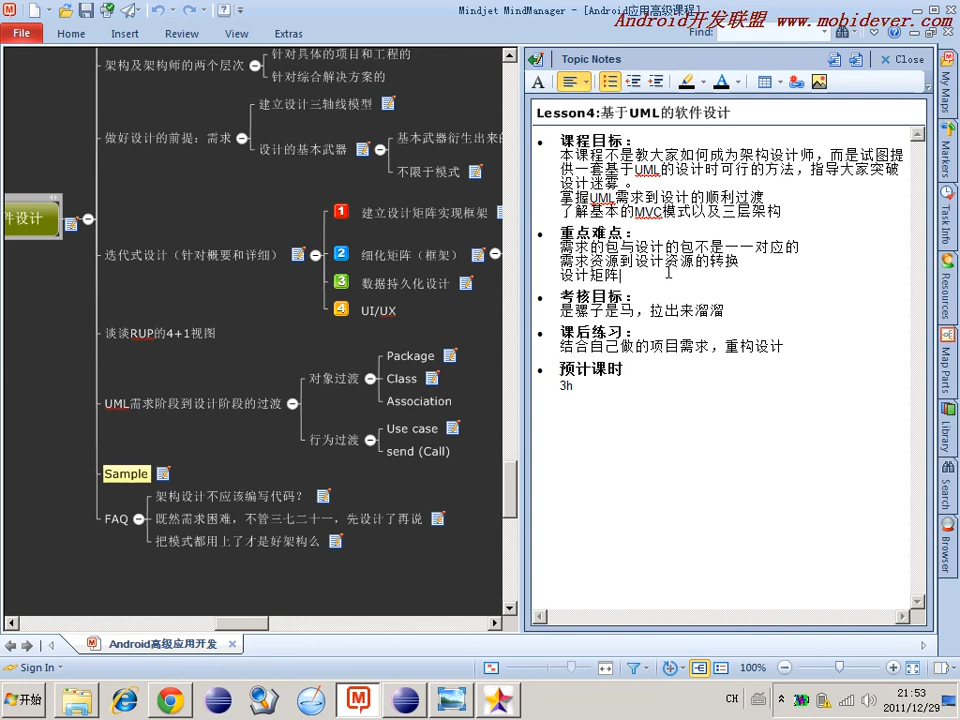 Mindjet MindManager - [Android应用高级课程]
Android开发联盟 www.mobidever.com
File
Home
Insert
Review
View
Format
Tools
Extras
Find:
架构及架构师的两个层次
针对具体的项目和工程的
针对综合解决方案的
做好设计的前提：需求
建立设计三轴线模型
设计的基本武器
基本武器衍生出来的
不限于模式
件设计
迭代式设计（针对概要和详细）
1 建立设计矩阵实现框架
2 细化矩阵（框架）
3 数据持久化设计
4 UI/UX
谈谈RUP的4+1视图
UML需求阶段到设计阶段的过渡
对象过渡
Package
Class
Association
行为过渡
Use case
send (Call)
Sample
FAQ
架构设计不应该编写代码？
既然需求困难，不管三七二十一，先设计了再说
把模式都用上了才是好架构么
Topic Notes
Close
Lesson4:基于UML的软件设计
课程目标：
本课程不是教大家如何成为架构设计师，而是试图提
供一套基于UML的设计时可行的方法，指导大家突破
设计迷雾 。
掌握UML需求到设计的顺利过渡
了解基本的MVC模式以及三层架构
重点难点：
需求的包与设计的包不是一一对应的
需求资源到设计资源的转换
设计矩阵
考核目标：
是骡子是马，拉出来溜溜
课后练习：
结合自己做的项目需求，重构设计
预计课时
3h
My Maps
Markers
Task Info
Resources
Map Parts
Library
Search
Browser
Android高级应用开发
Sign In
100%
开始
CH
21:53
2011/12/29